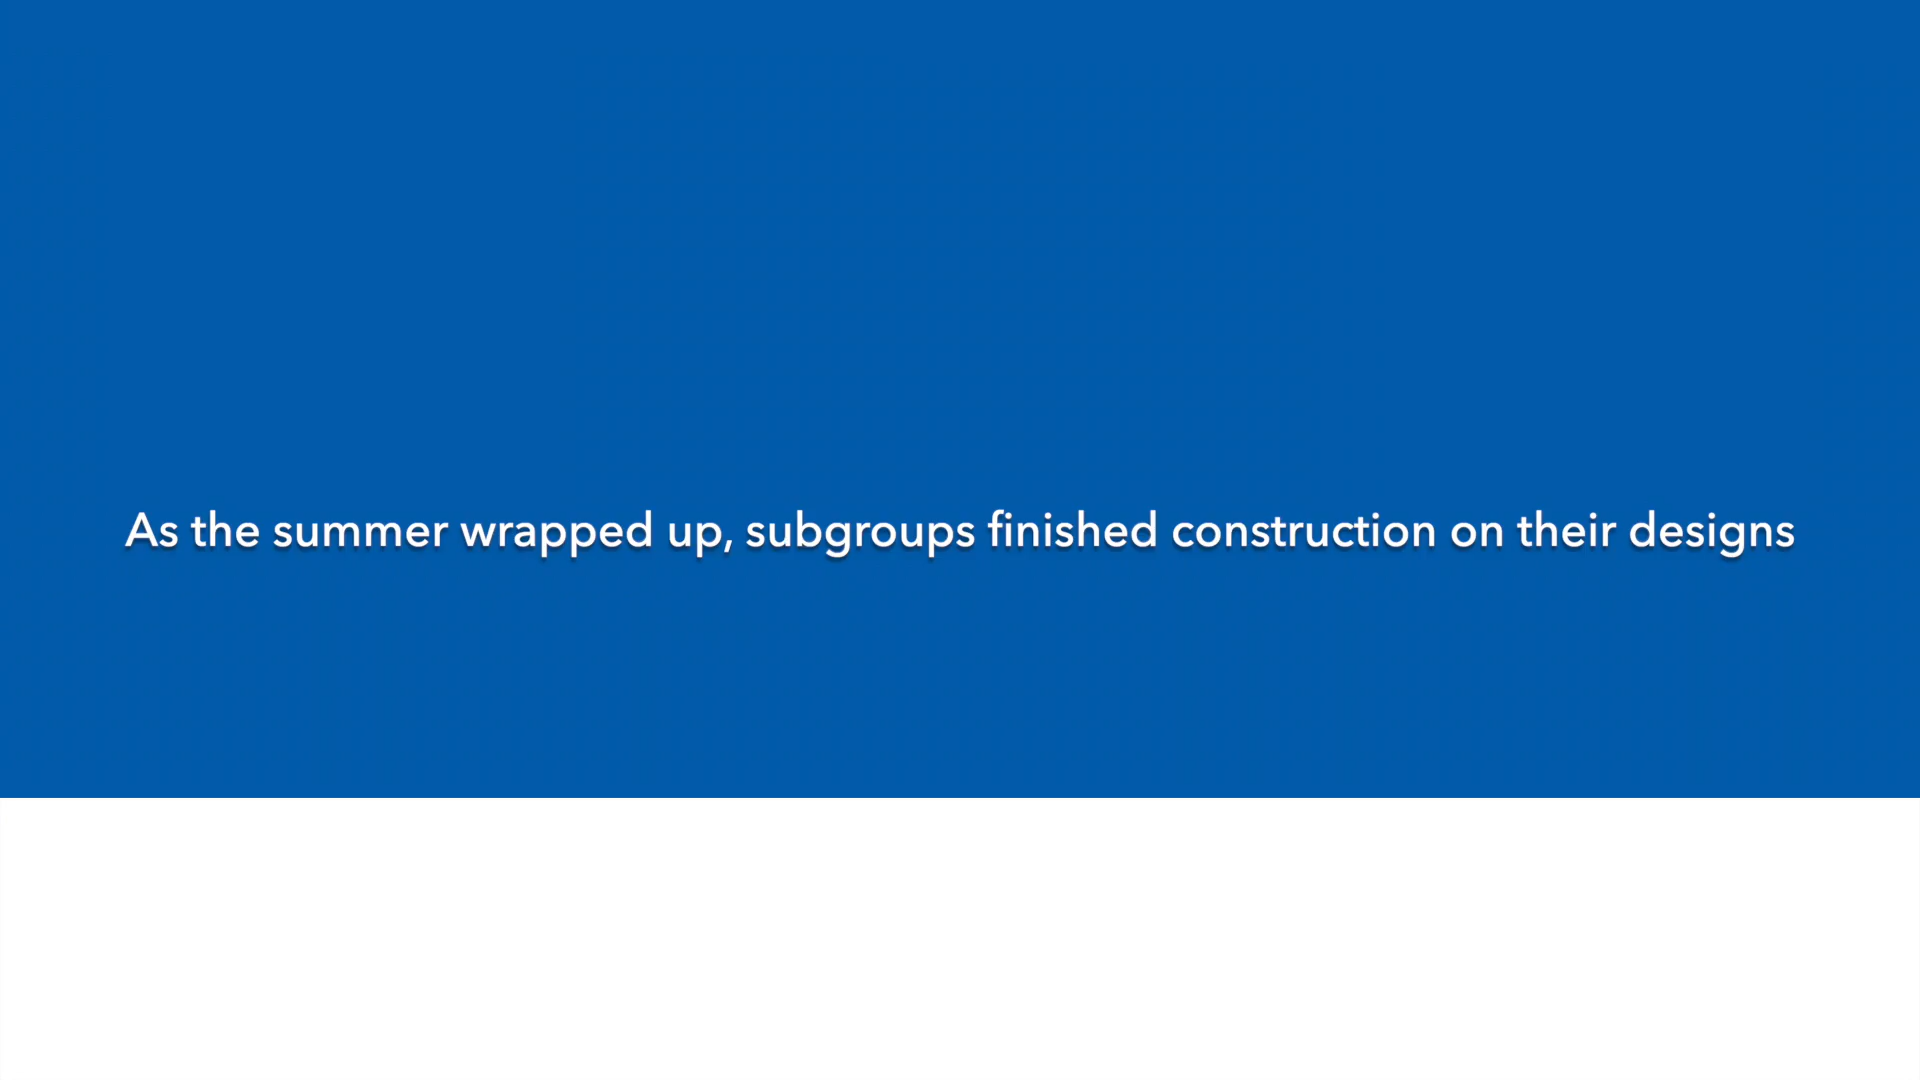 As the summer wrapped up, subgroups finished construction on their designs